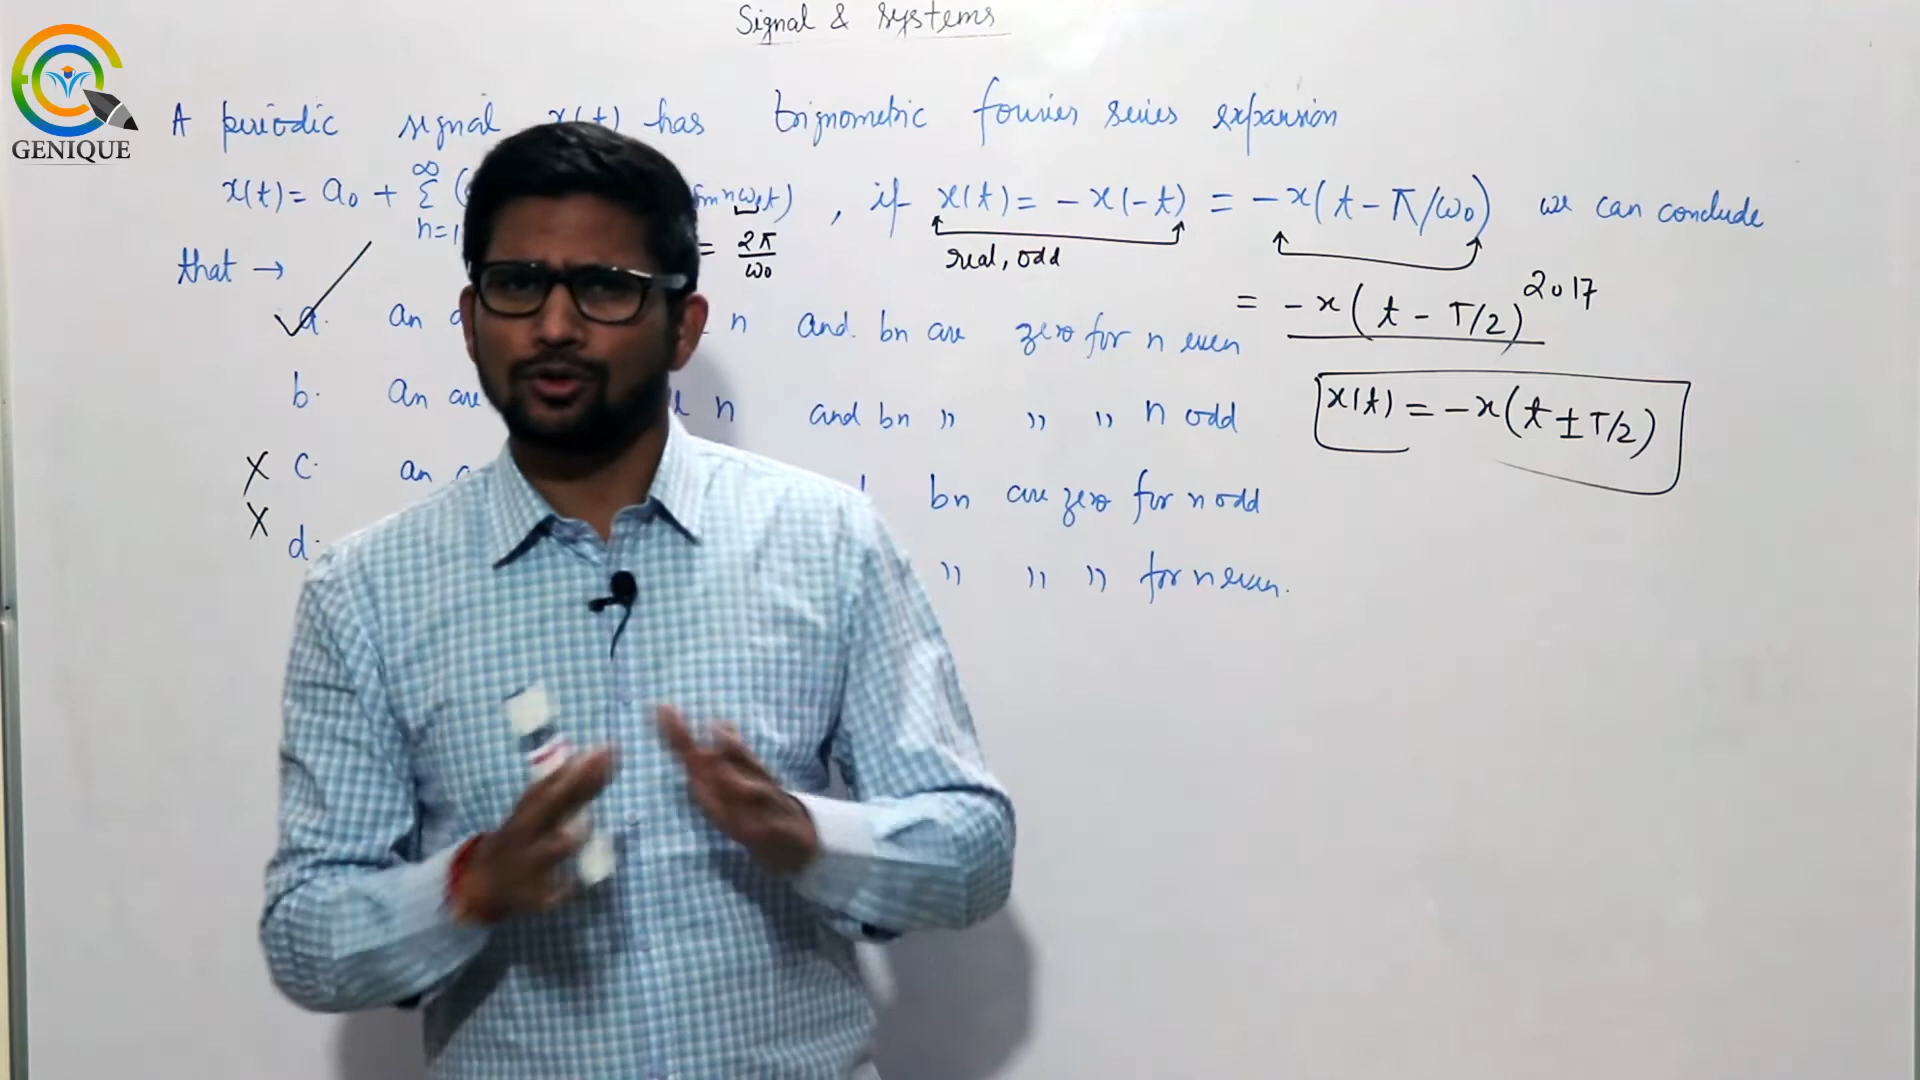 GENIQUE
Signal & Systems
A periodic signal x(t) has trignometric fourier series expansion
x(t) = a0 + ∞ Σ n=1 ( nω0t) , if x(t) = -x(-t) = -x(t-π/ω0) we can conclude
= 2π/ω0
real, odd
that →
= -x(t-T/2) 2017
a. an n and bn are zero for n even
x(t) = -x(t±T/2)
b. an are n and bn " " " n odd
X c. an bn are zero for n odd
X d. " " " for n even.